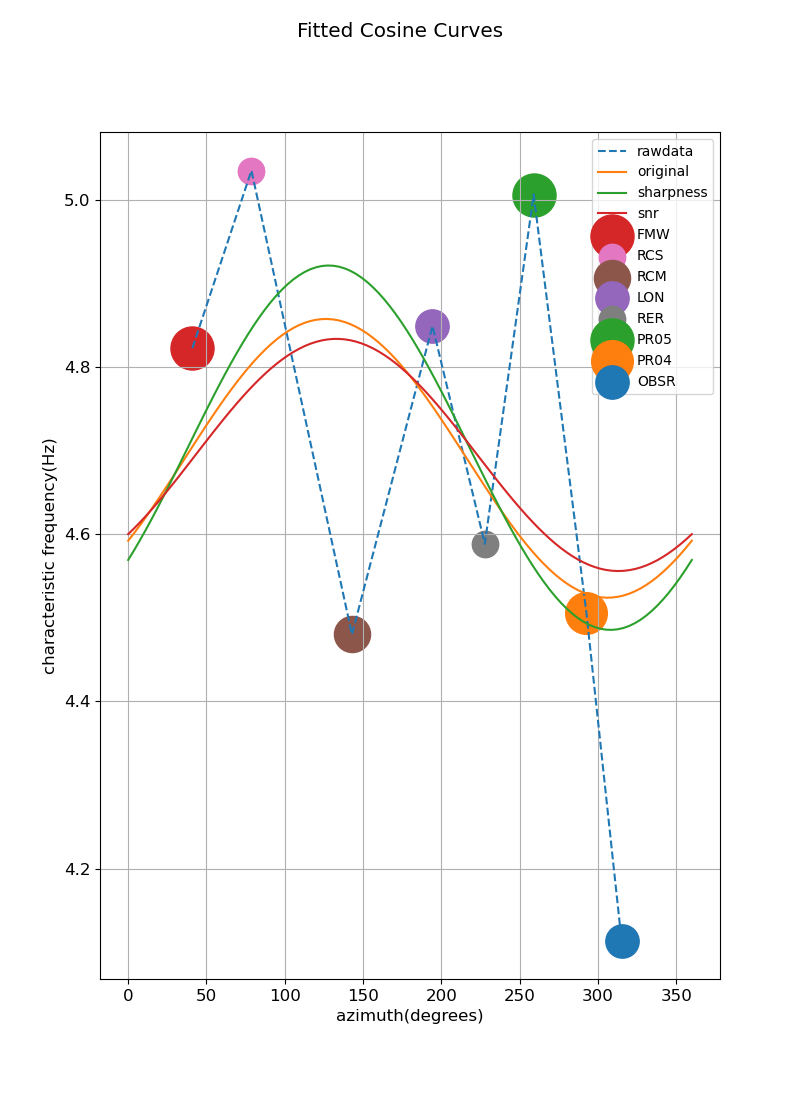 Fitted Cosine Curves
characteristic frequency(Hz)
5.0
4.8
4.6
4.4
4.2
0 50 100 150 200 250 300 350
azimuth(degrees)
rawdata
original
sharpness
snr
FMW
RCS
RCM
LON
RER
PR05
PR04
OBSR